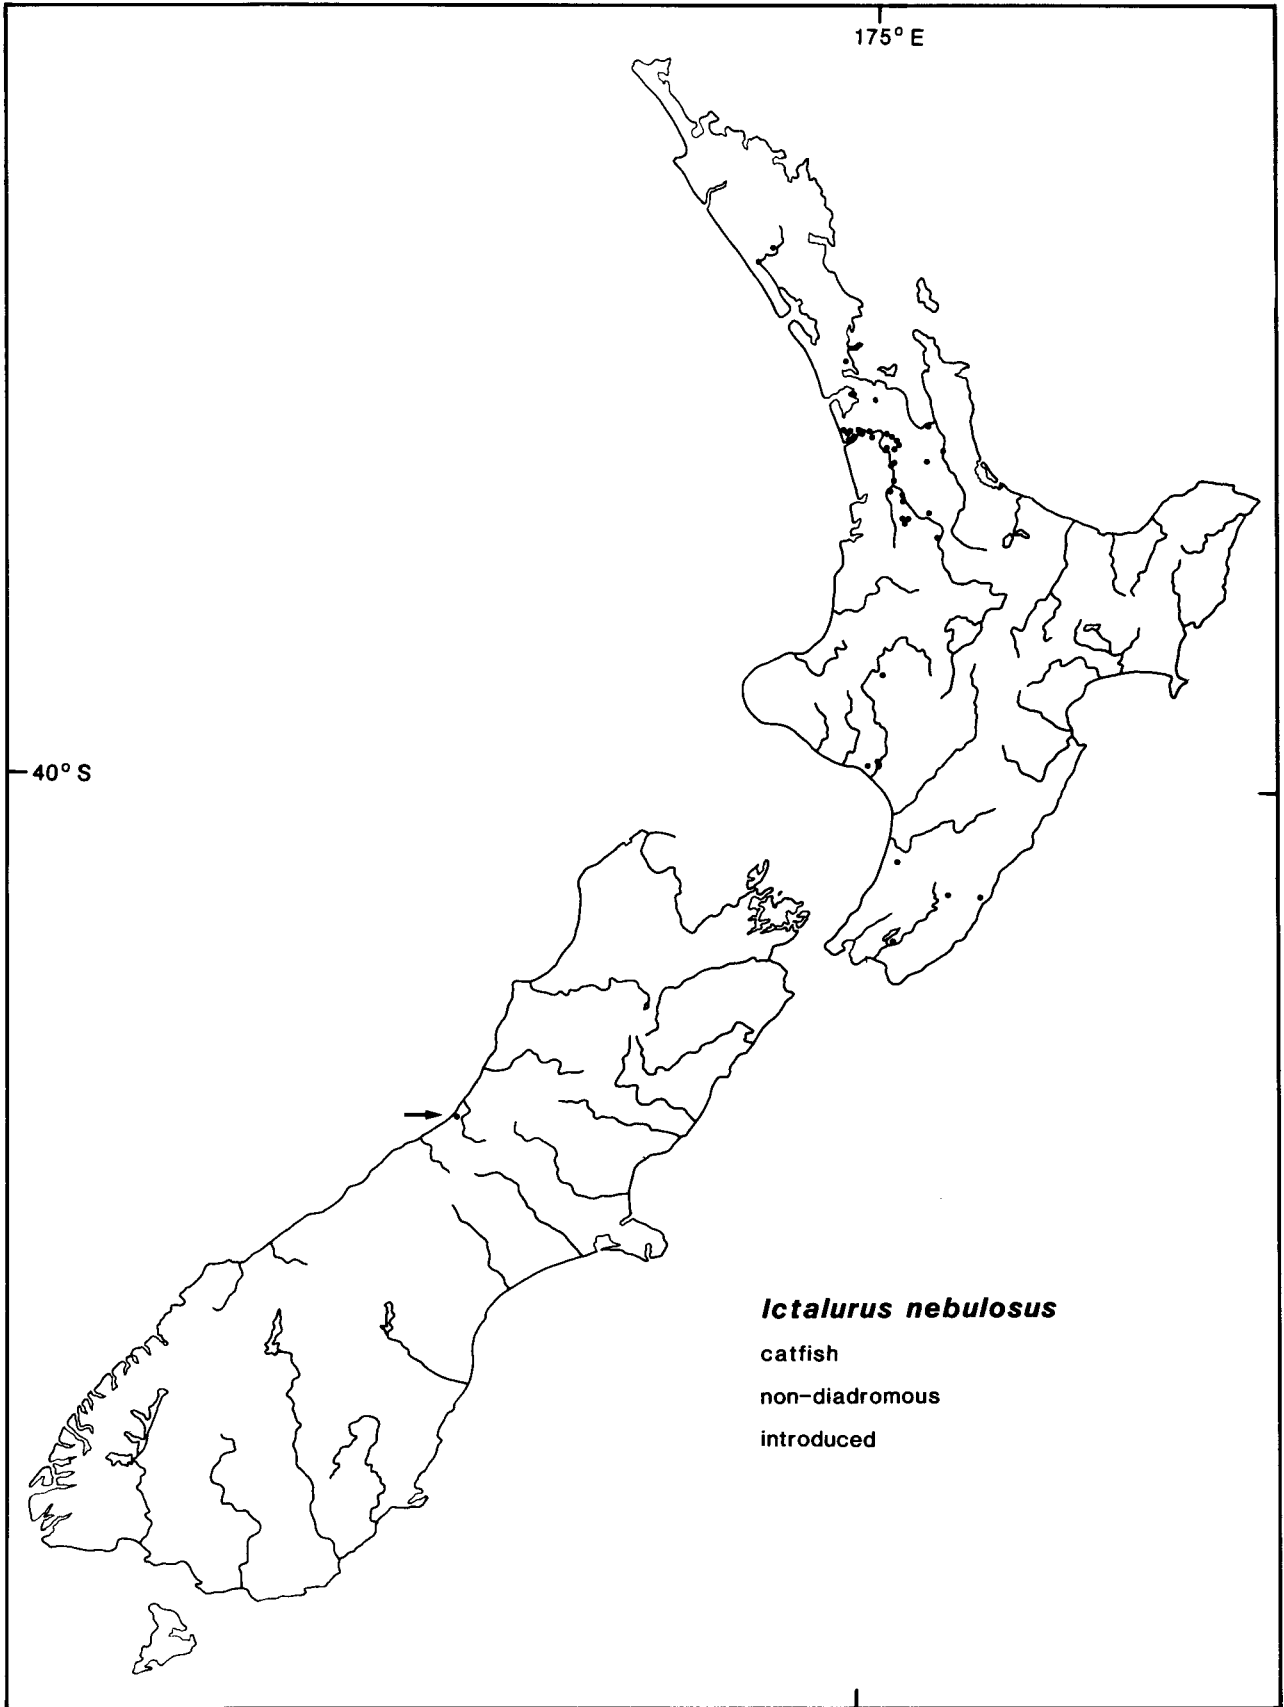 175° E
40° S
Ictalurus nebulosus
catfish
non-diadromous
introduced